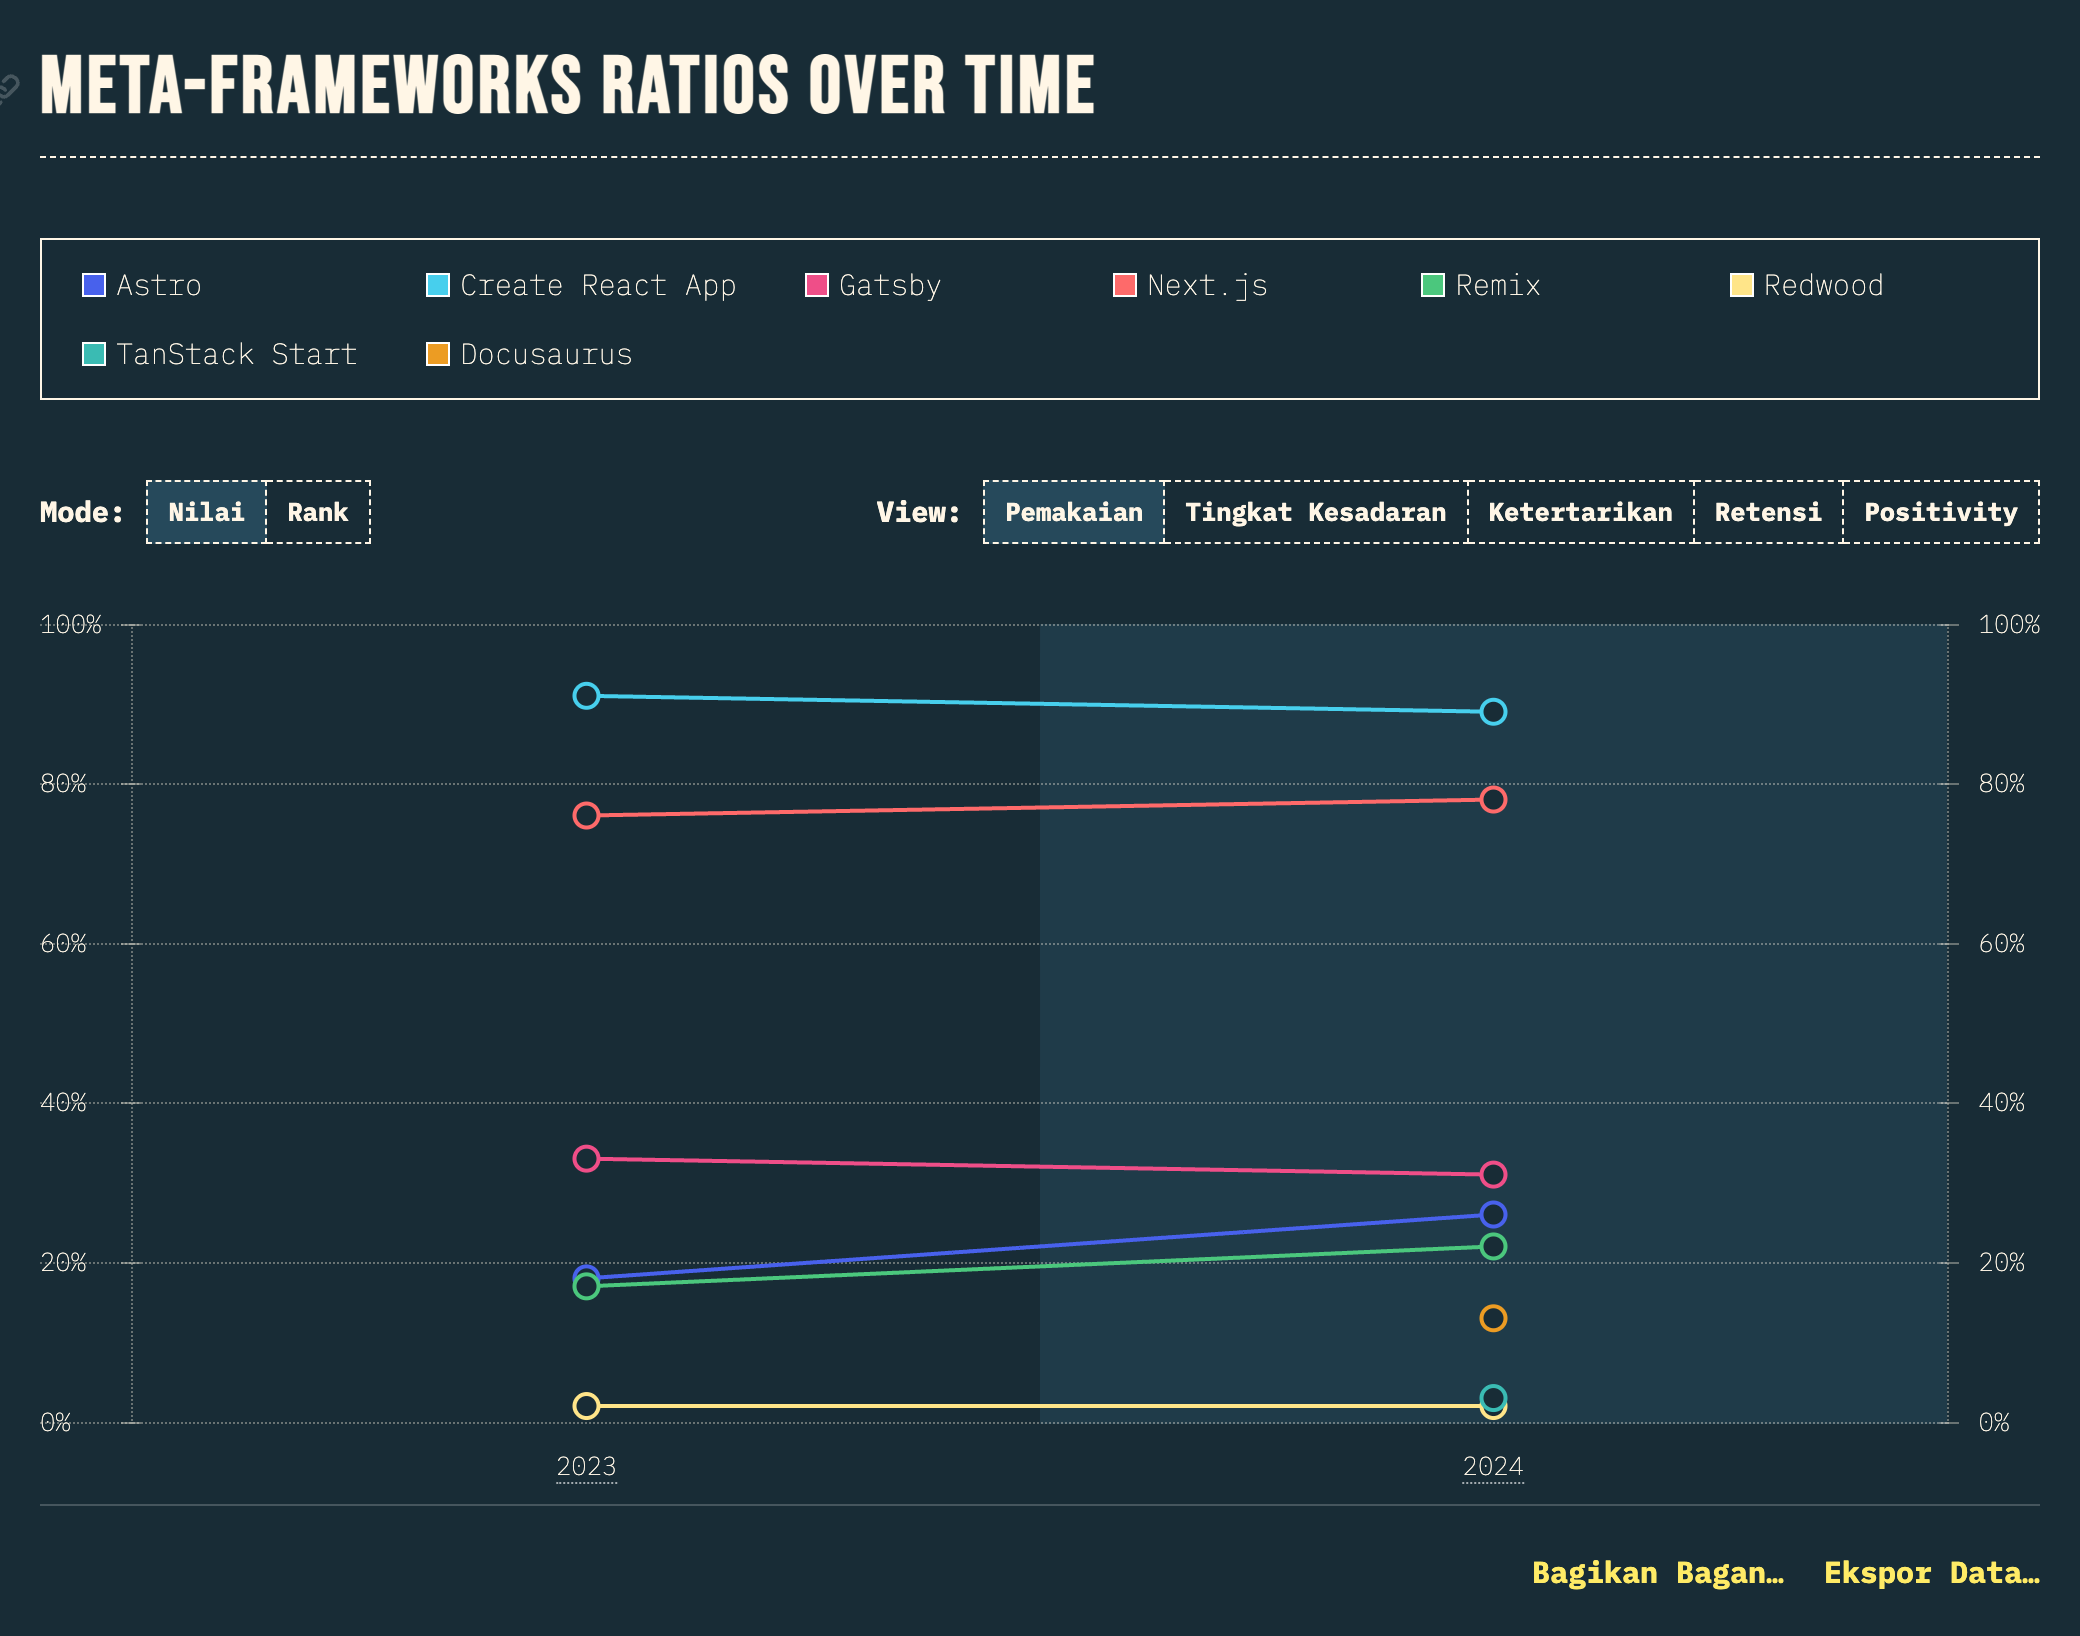 META-FRAMEWORKS RATIOS OVER TIME
Astro Create React App Gatsby Next.js Remix Redwood
TanStack Start Docusaurus
Mode: Nilai Rank View: Pemakaian Tingkat Kesadaran Ketertarikan Retensi Positivity
100% 100%
80% 80%
60% 60%
40% 40%
20% 20%
0% 0%
2023 2024
Bagikan Bagan… Ekspor Data…